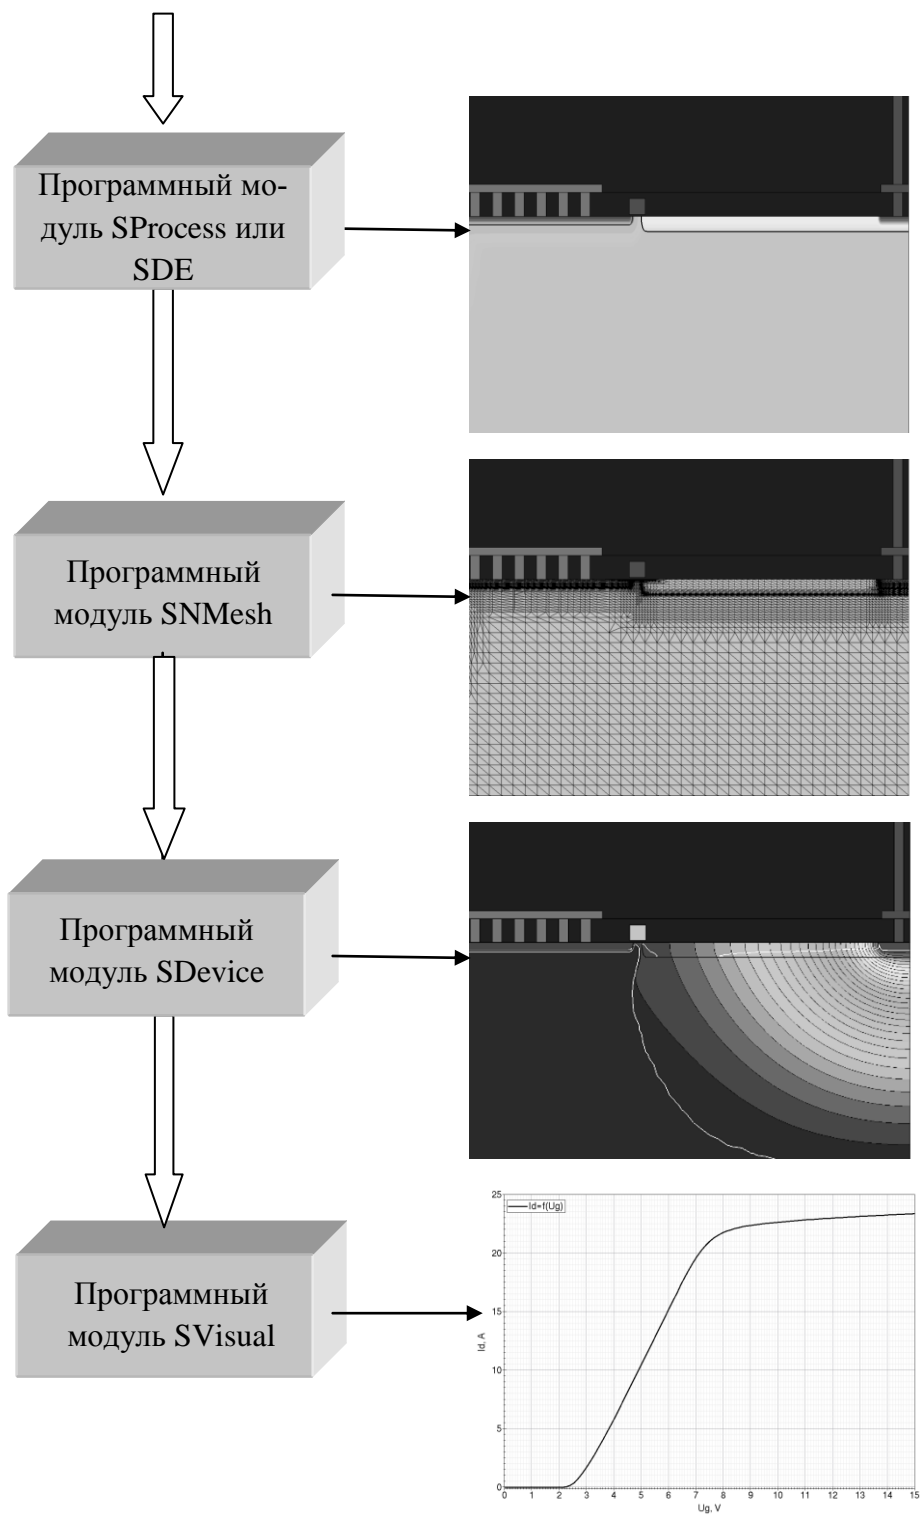 Программный мо-
дуль SProcess или
SDE
Программный
модуль SNMesh
Программный
модуль SDevice
Программный
модуль SVisual
25
Id=f(Ug)
20
15
Id, A
10
5
0
0 1 2 3 4 5 6 7 8 9 10 11 12 13 14 15
Ug, V